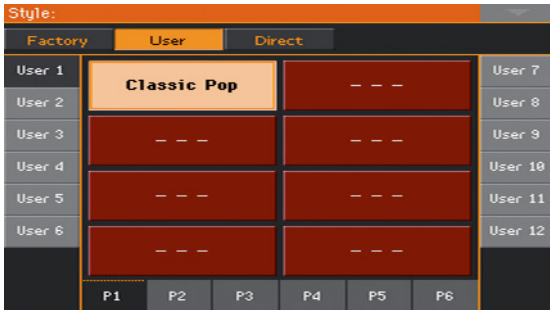 Style:
Factory User Direct
User 1 Classic Pop - - - User 7
User 2 User 8
User 3 - - - - - - User 9
User 4 User 10
User 5 - - - - - - User 11
User 6 - - - - - - User 12
P1 P2 P3 P4 P5 P6